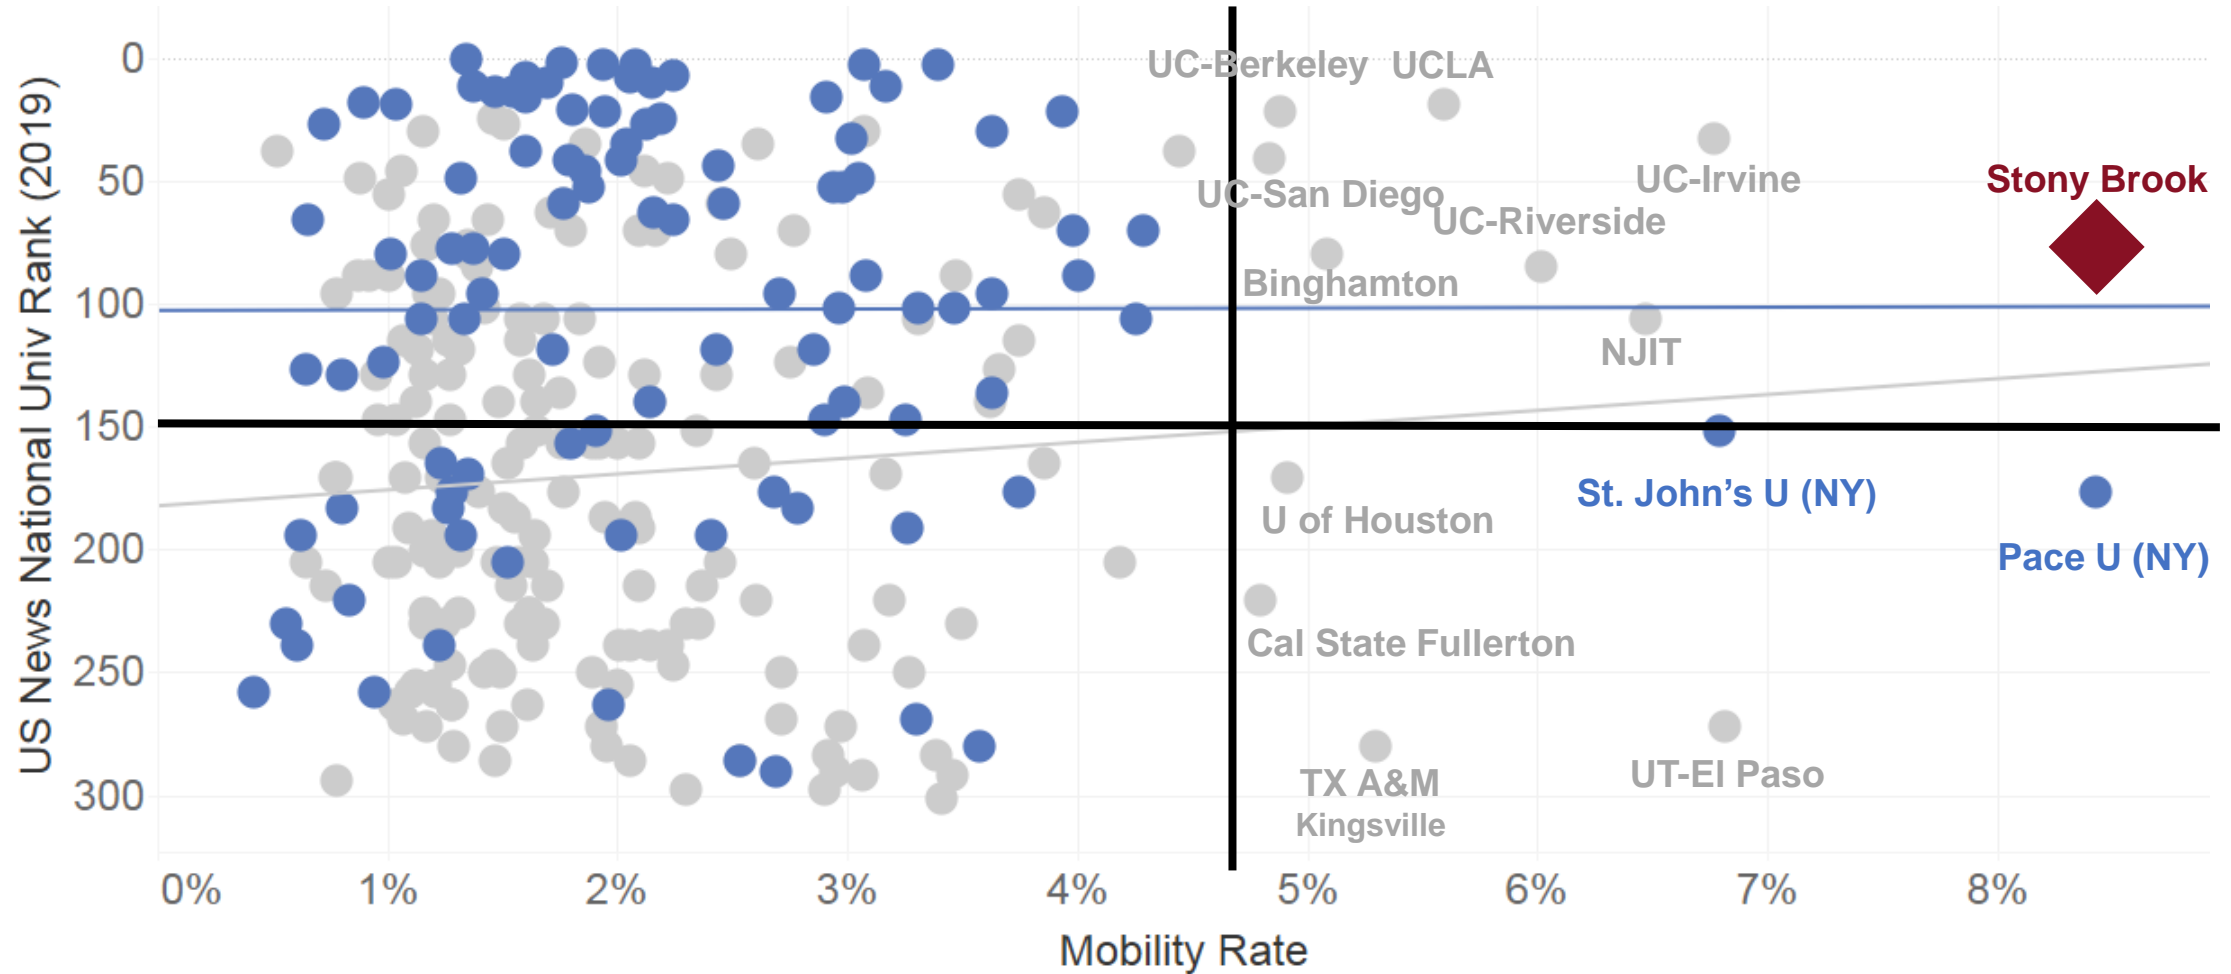 US News National Univ Rank (2019)
0
50
100
150
200
250
300
UC-Berkeley
UCLA
UC-San Diego
UC-Irvine
Stony Brook
UC-Riverside
Binghamton
NJIT
St. John’s U (NY)
U of Houston
Pace U (NY)
Cal State Fullerton
TX A&M
Kingsville
UT-El Paso
0%
1%
2%
3%
4%
5%
6%
7%
8%
Mobility Rate